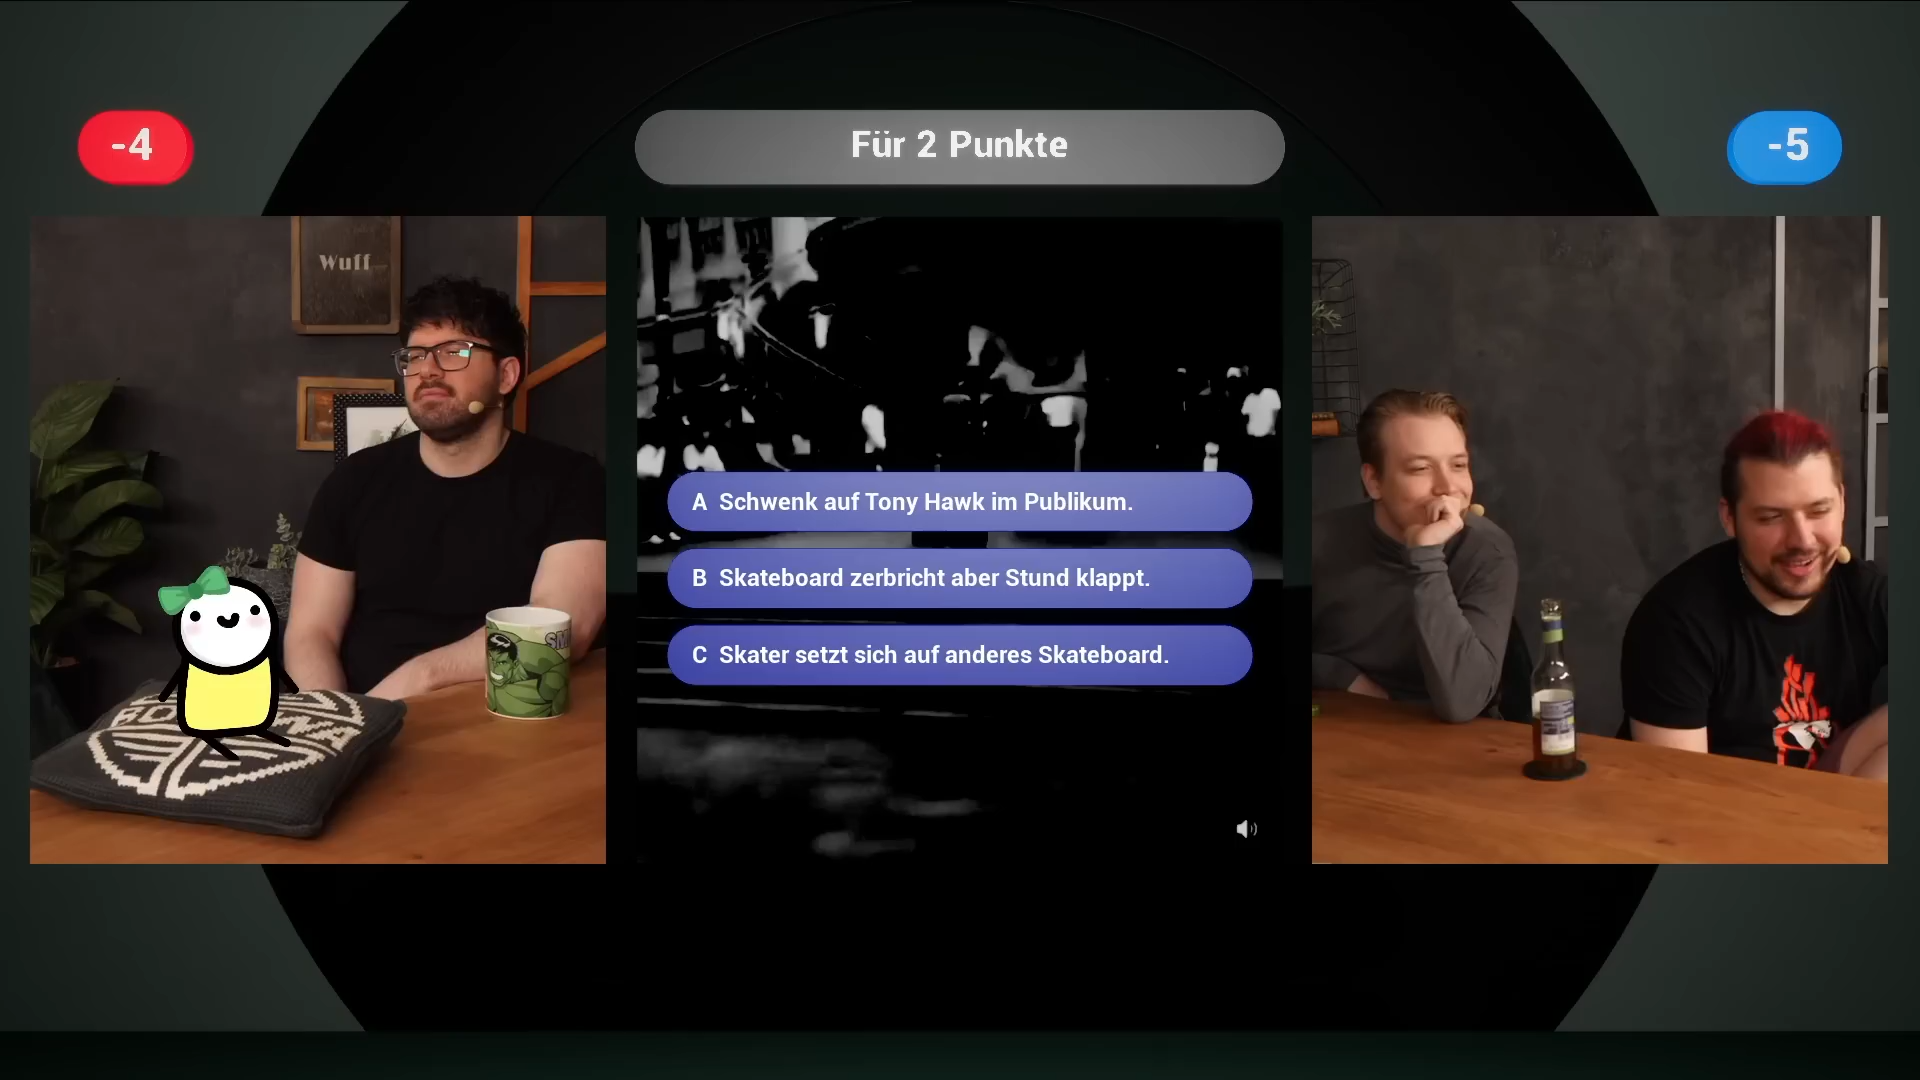 -4
Für 2 Punkte
-5
Wuff
A Schwenk auf Tony Hawk im Publikum.
B Skateboard zerbricht aber Stund klappt.
C Skater setzt sich auf anderes Skateboard.